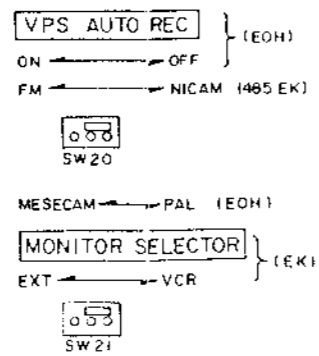 VPS AUTO REC (EOH)
ON OFF
FM NICAM (465 EK)
SW20
MESECAM PAL (EOH)
MONITOR SELECTOR (EK)
EXT VCR
SW21